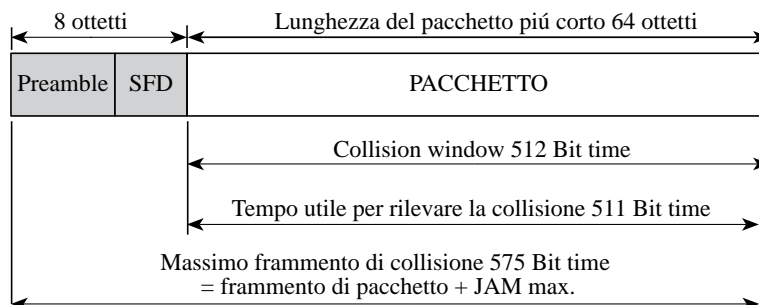 8 ottetti
Lunghezza del pacchetto piú corto 64 ottetti
Preamble
SFD
PACCHETTO
Collision window 512 Bit time
Tempo utile per rilevare la collisione 511 Bit time
Massimo frammento di collisione 575 Bit time
= frammento di pacchetto + JAM max.